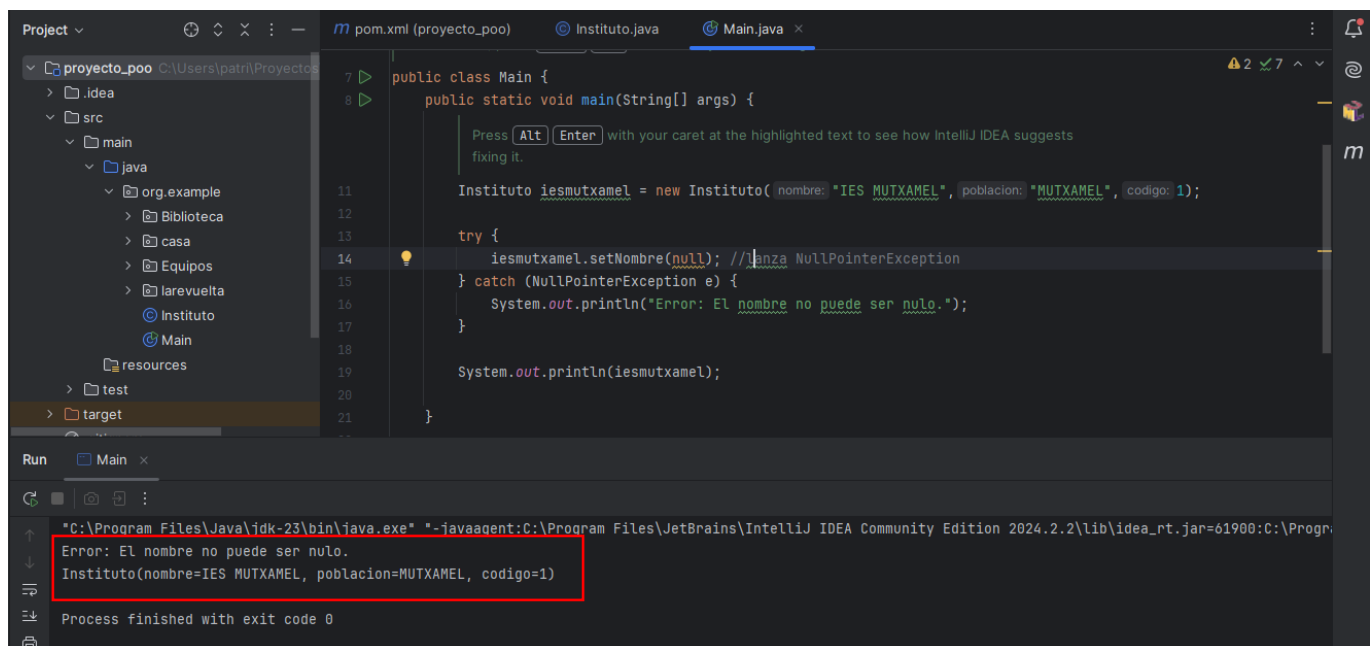 Project
pom.xml (proyecto_poo) Instituto.java Main.java
proyecto_poo C:\Users\patri\Proyectos
.idea
src
main
java
org.example
Biblioteca
casa
Equipos
larevuelta
Instituto
Main
resources
test
target
2 7
7 public class Main {
8 public static void main(String[] args) {
Press Alt Enter with your caret at the highlighted text to see how IntelliJ IDEA suggests
fixing it.
11 Instituto iesmutxamel = new Instituto( nombre: "IES MUTXAMEL", poblacion: "MUTXAMEL", codigo: 1);
12
13 try {
14 iesmutxamel.setNombre(null); //lanza NullPointerException
15 } catch (NullPointerException e) {
16 System.out.println("Error: El nombre no puede ser nulo.");
17 }
18
19 System.out.println(iesmutxamel);
20
21 }
Run Main
"C:\Program Files\Java\jdk-23\bin\java.exe" "-javaagent:C:\Program Files\JetBrains\IntelliJ IDEA Community Edition 2024.2.2\lib\idea_rt.jar=61900:C:\Progra
Error: El nombre no puede ser nulo.
Instituto(nombre=IES MUTXAMEL, poblacion=MUTXAMEL, codigo=1)
Process finished with exit code 0